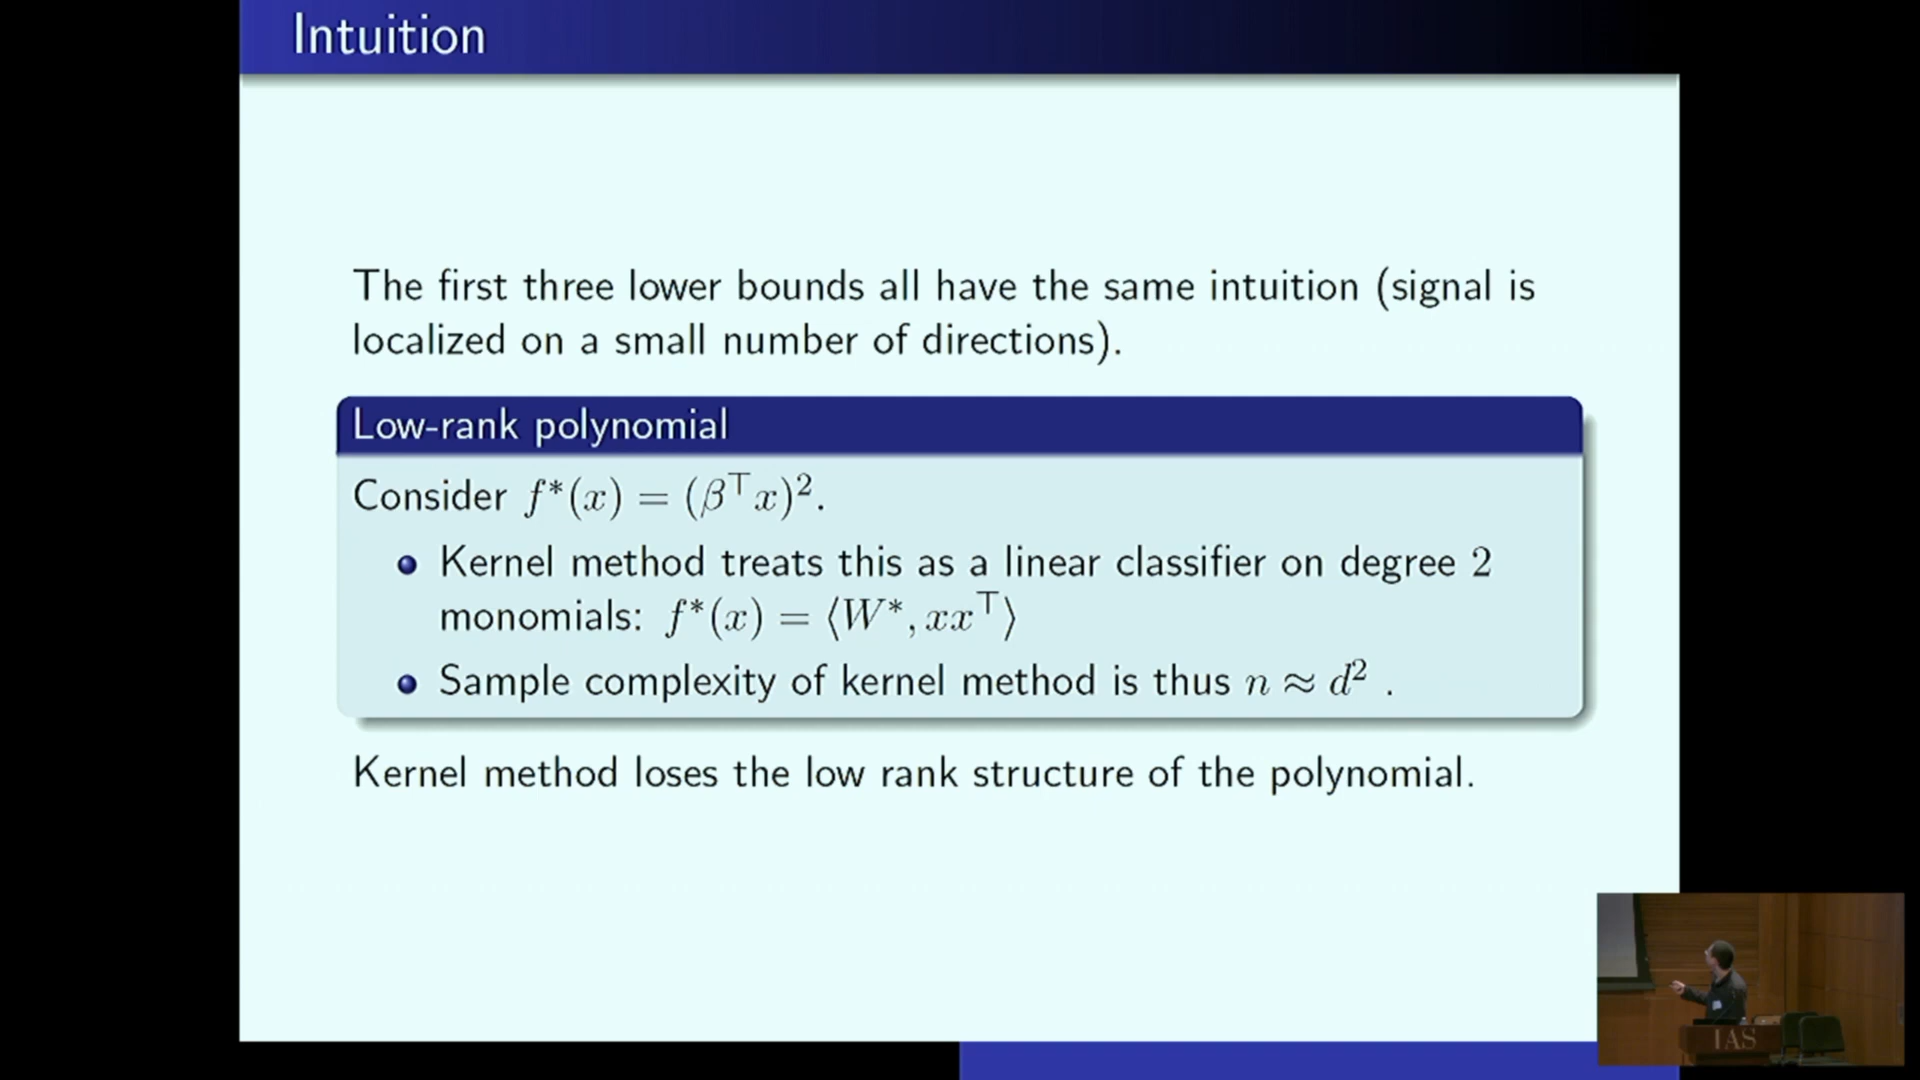 Intuition
The first three lower bounds all have the same intuition (signal is
localized on a small number of directions).
Low-rank polynomial
Consider f*(x) = (β⊤x)².
Kernel method treats this as a linear classifier on degree 2
monomials: f*(x) = ⟨W*, xx⊤⟩
Sample complexity of kernel method is thus n ≈ d² .
Kernel method loses the low rank structure of the polynomial.
IAS